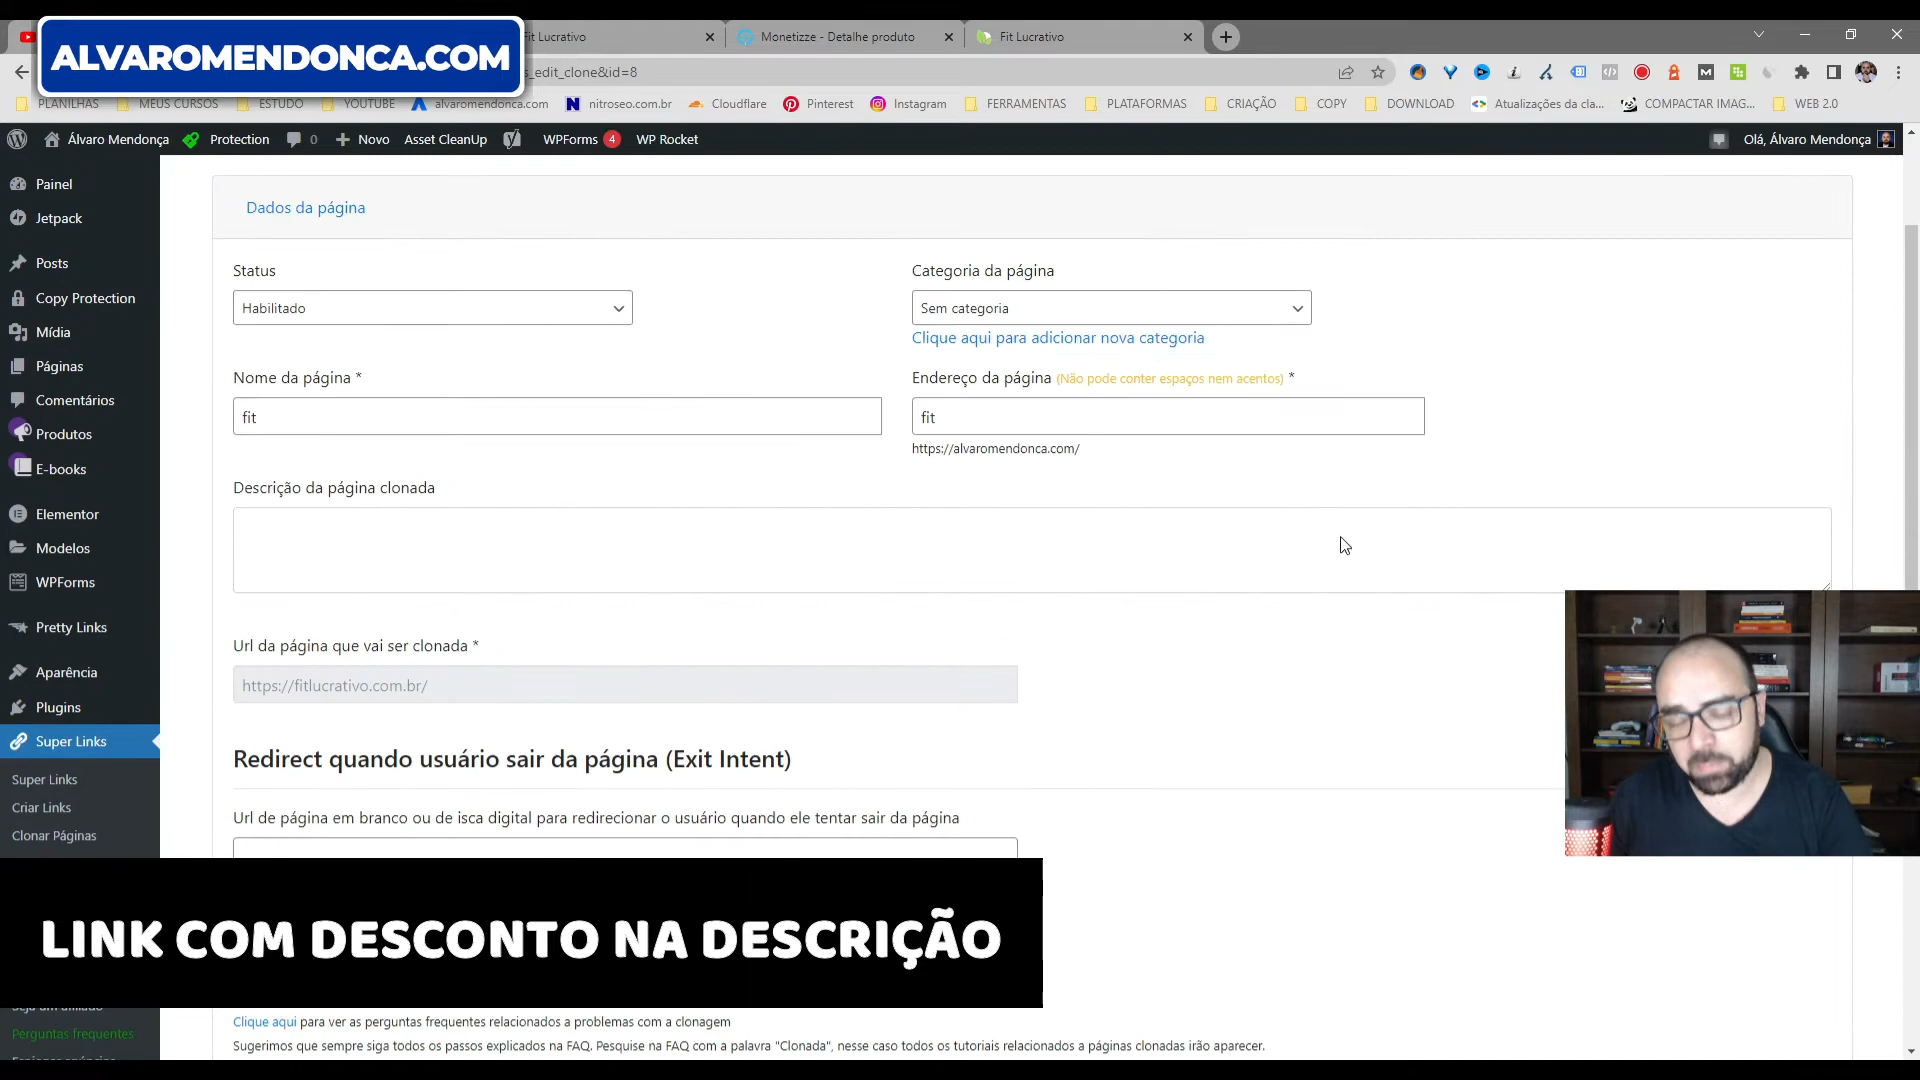 ALVAROMENDONCA.COM
Fit Lucrativo
Monetizze - Detalhe produto
Fit Lucrativo
s_edit_clone&id=8
PLANILHAS
MEUS CURSOS
ESTUDO
YOUTUBE
alvaromendonca.com
nitroseo.com.br
Cloudflare
Pinterest
Instagram
FERRAMENTAS
PLATAFORMAS
CRIAÇÃO
COPY
DOWNLOAD
Atualizações da cla...
COMPACTAR IMAG...
WEB 2.0
Álvaro Mendonça
Protection
0
Novo
Asset CleanUp
WPForms 4
WP Rocket
Olá, Álvaro Mendonça
Painel
Jetpack
Posts
Copy Protection
Mídia
Páginas
Comentários
Produtos
E-books
Elementor
Modelos
WPForms
Pretty Links
Aparência
Plugins
Super Links
Super Links
Criar Links
Clonar Páginas
Dados da página
Status
Categoria da página
Habilitado
Sem categoria
Clique aqui para adicionar nova categoria
Nome da página *
Endereço da página (Não pode conter espaços nem acentos) *
fit
fit
https://alvaromendonca.com/
Descrição da página clonada
Url da página que vai ser clonada *
https://fitlucrativo.com.br/
Redirect quando usuário sair da página (Exit Intent)
Url de página em branco ou de isca digital para redirecionar o usuário quando ele tentar sair da página
LINK COM DESCONTO NA DESCRIÇÃO
Seja um afiliado
Perguntas frequentes
Clique aqui para ver as perguntas frequentes relacionados a problemas com a clonagem
Sugerimos que sempre siga todos os passos explicados na FAQ. Pesquise na FAQ com a palavra "Clonada", nesse caso todos os tutoriais relacionados a páginas clonadas irão aparecer.